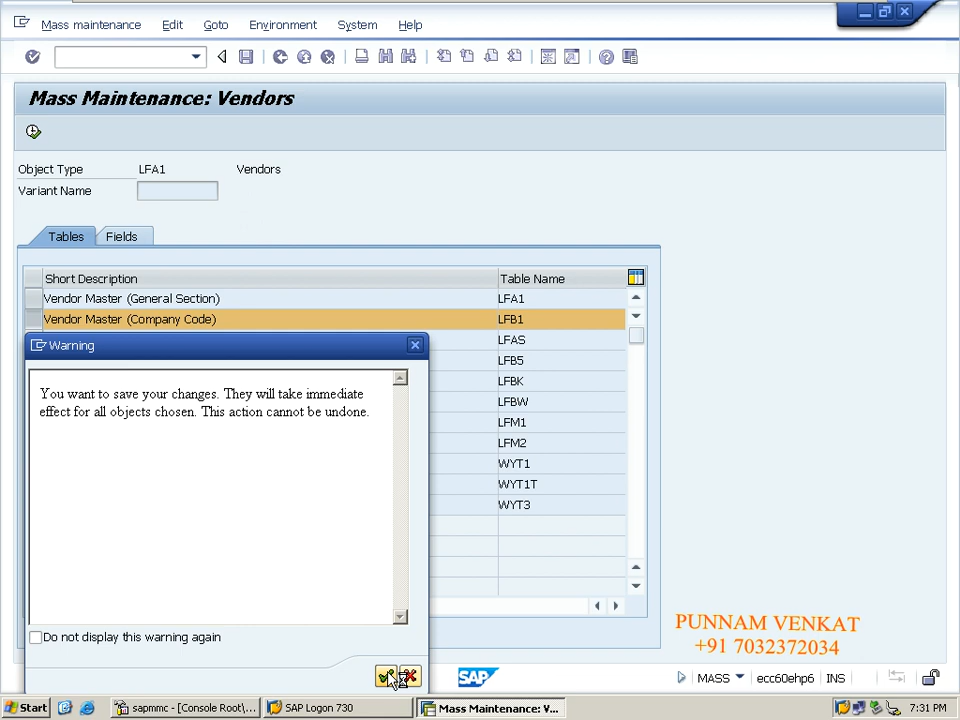 Mass maintenance Edit Goto Environment System Help
Mass Maintenance: Vendors
Object Type LFA1 Vendors
Variant Name
Tables Fields
Short Description Table Name
Vendor Master (General Section) LFA1
Vendor Master (Company Code) LFB1
LFAS
LFB5
LFBK
LFBW
LFM1
LFM2
WYT1
WYT1T
WYT3
Warning
You want to save your changes. They will take immediate
effect for all objects chosen. This action cannot be undone.
Do not display this warning again
PUNNAM VENKAT
+91 7032372034
SAP
MASS ecc60ehp6 INS
Start sapmmc - [Console Root\... SAP Logon 730 Mass Maintenance: V... 7:31 PM